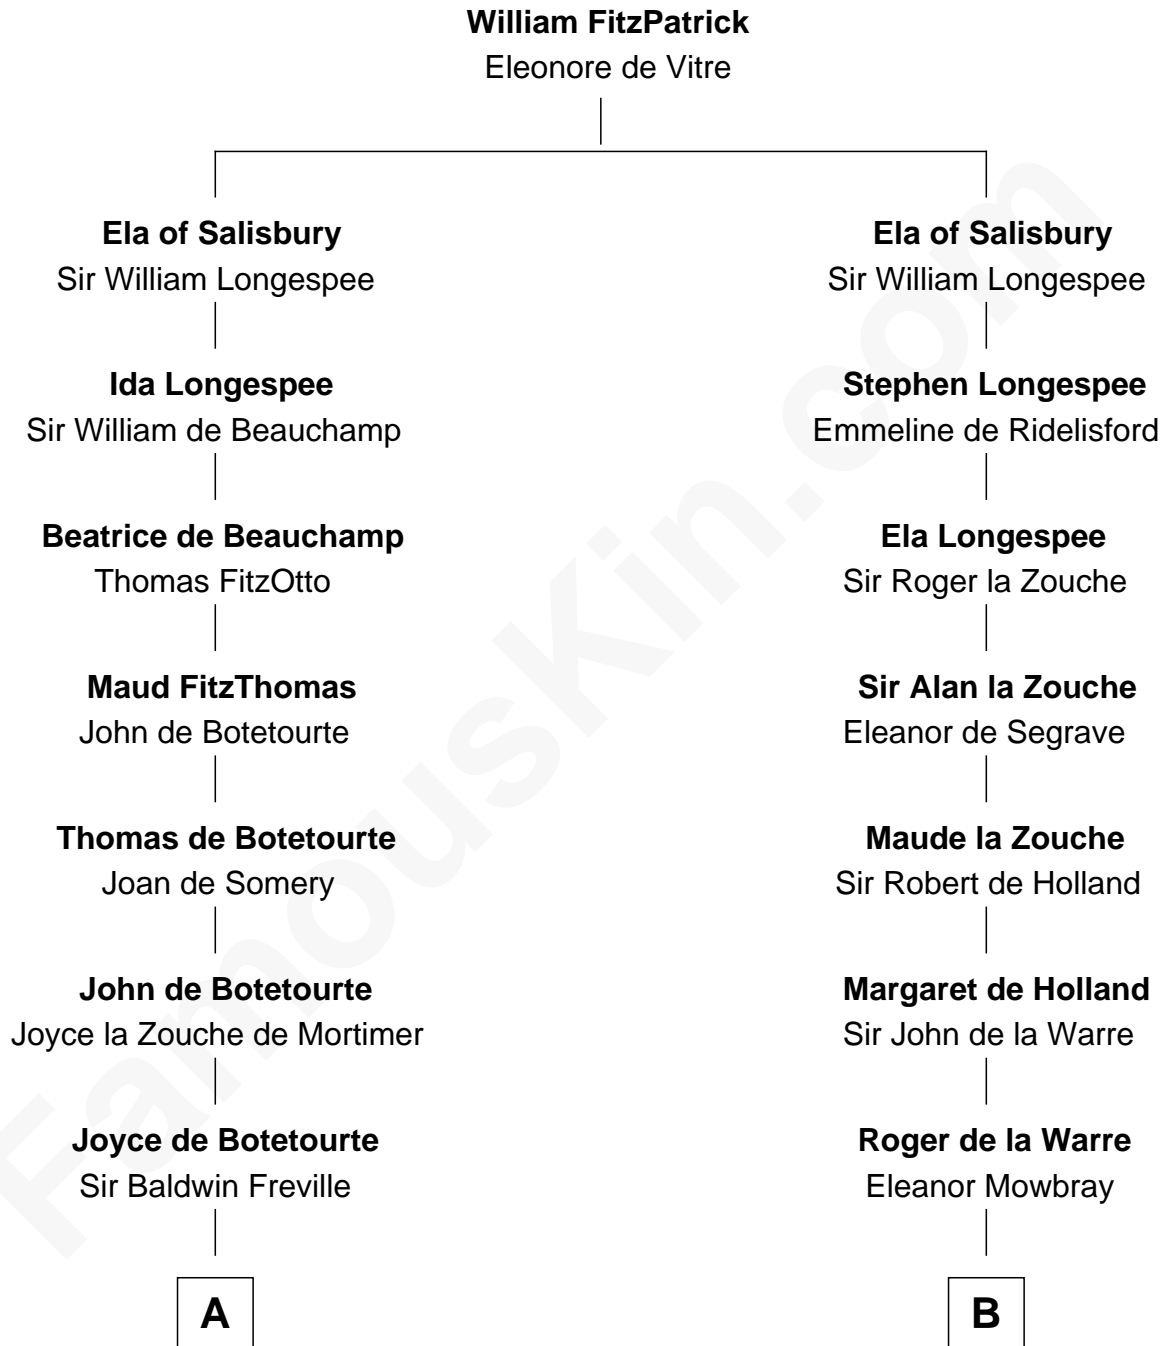 William FitzPatrick
Eleonore de Vitre
Ela of Salisbury
Sir William Longespee
Ida Longespee
Sir William de Beauchamp
Beatrice de Beauchamp
Thomas FitzOtto
Maud FitzThomas
John de Botetourte
Thomas de Botetourte
Joan de Somery
John de Botetourte
Joyce la Zouche de Mortimer
Joyce de Botetourte
Sir Baldwin Freville
A
Ela of Salisbury
Sir William Longespee
Stephen Longespee
Emmeline de Ridelisford
Ela Longespee
Sir Roger la Zouche
Sir Alan la Zouche
Eleanor de Segrave
Maude la Zouche
Sir Robert de Holland
Margaret de Holland
Sir John de la Warre
Roger de la Warre
Eleanor Mowbray
B
FamousKin.com